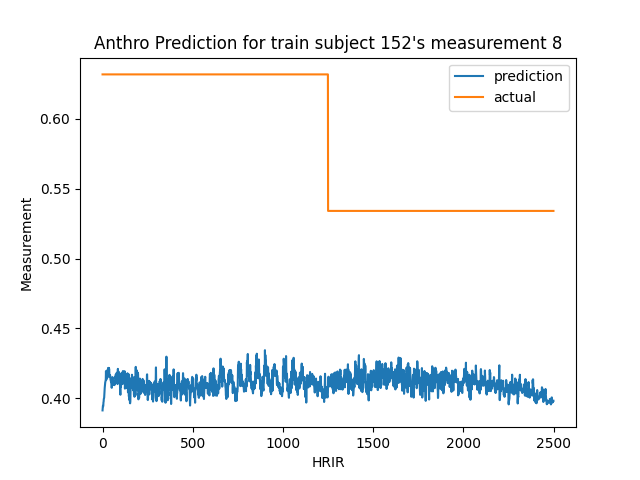 Anthro Prediction for train subject 152's measurement 8
prediction
actual
Measurement
0.60
0.55
0.50
0.45
0.40
0
500
1000
1500
2000
2500
HRIR